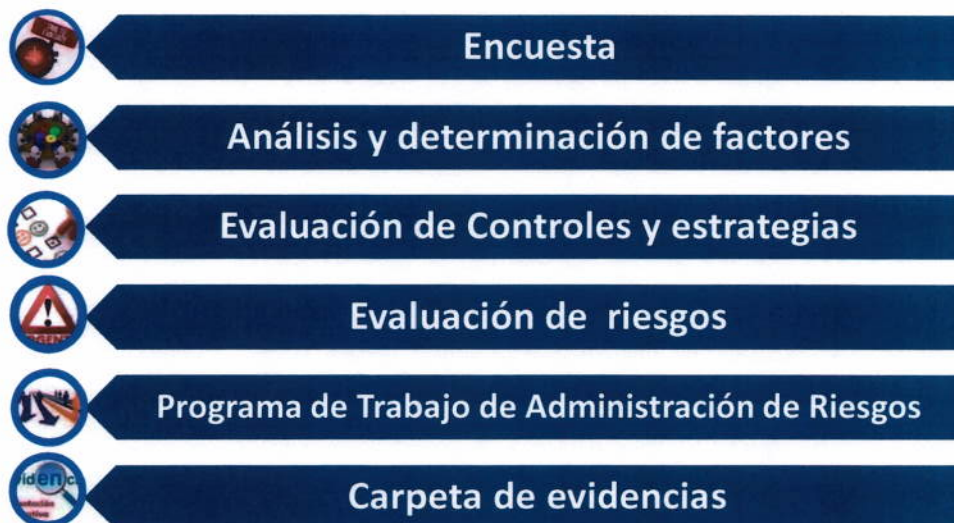 Encuesta
Análisis y determinación de factores
Evaluación de Controles y estrategias
Evaluación de riesgos
Programa de Trabajo de Administración de Riesgos
Carpeta de evidencias